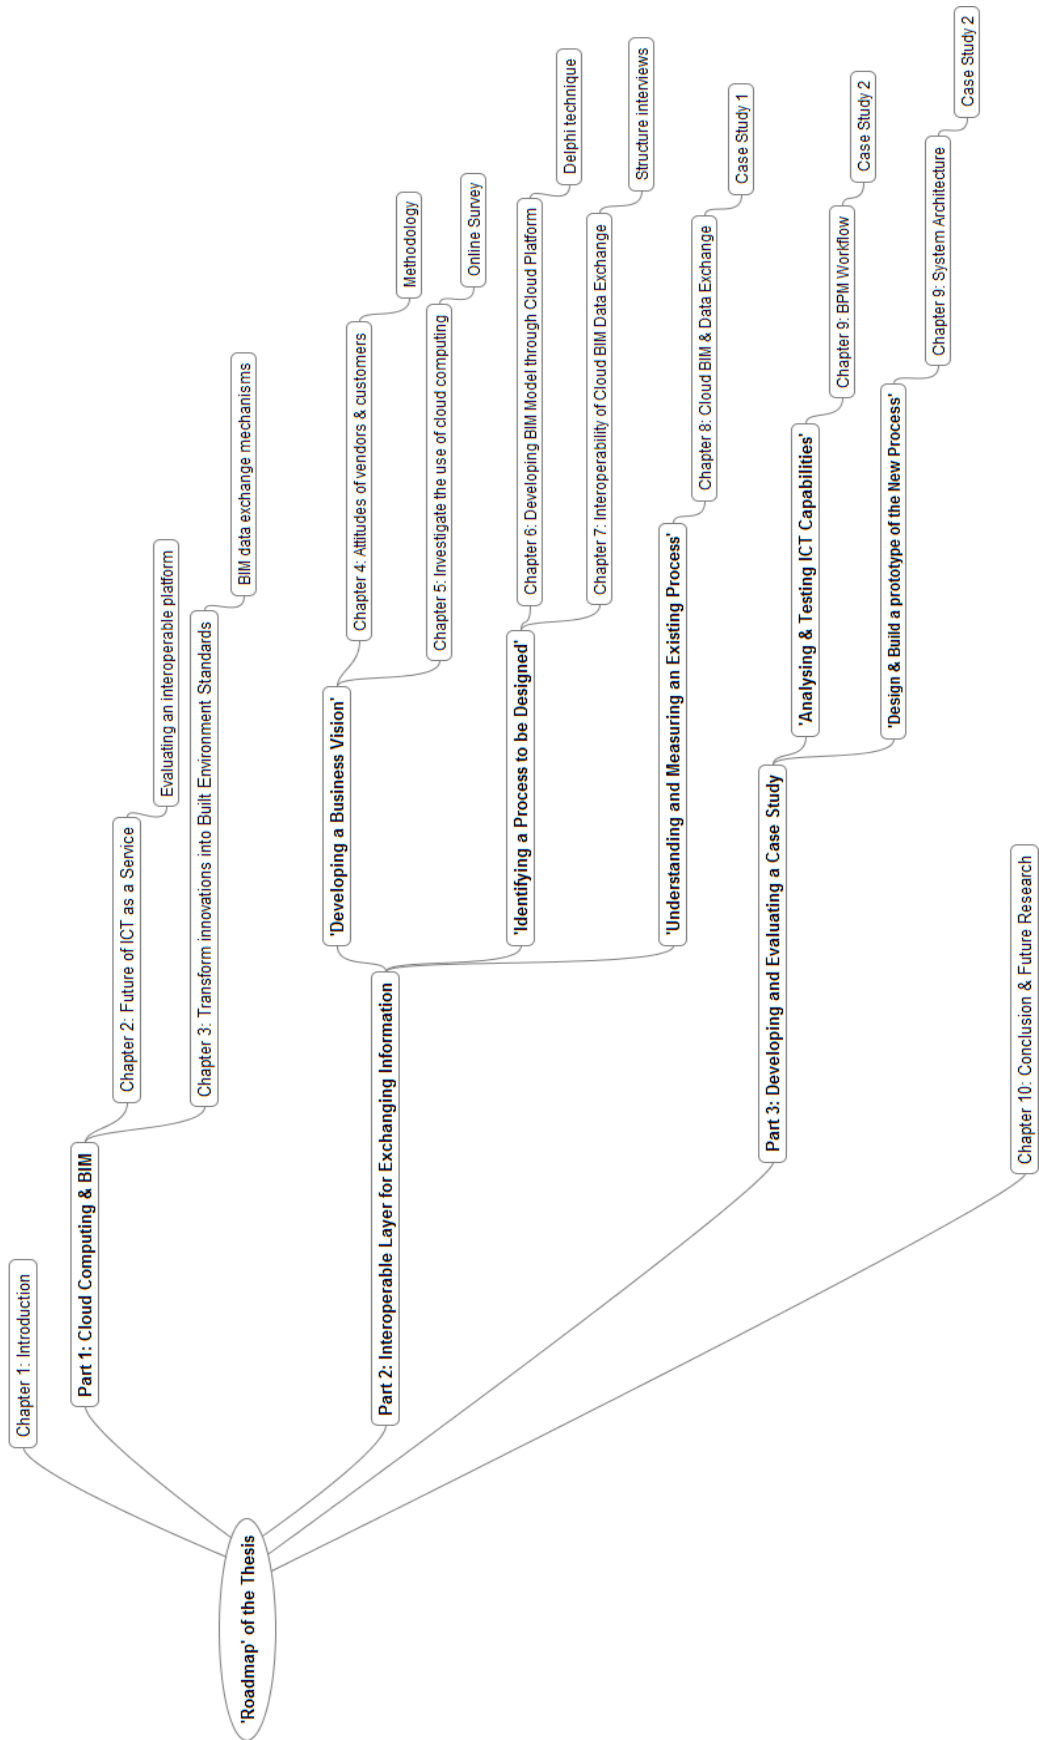 'Roadmap' of the Thesis
Chapter 1: Introduction
Part 1: Cloud Computing & BIM
Chapter 2: Future of ICT as a Service
Evaluating an interoperable platform
Chapter 3: Transform innovations into Built Environment Standards
BIM data exchange mechanisms
Part 2: Interoperable Layer for Exchanging Information
'Developing a Business Vision'
Chapter 4: Attitudes of vendors & customers
Methodology
Chapter 5: Investigate the use of cloud computing
Online Survey
'Identifying a Process to be Designed'
Chapter 6: Developing BIM Model through Cloud Platform
Delphi technique
Chapter 7: Interoperability of Cloud BIM Data Exchange
Structure interviews
'Understanding and Measuring an Existing Process'
Chapter 8: Cloud BIM & Data Exchange
Case Study 1
Part 3: Developing and Evaluating a Case Study
'Analysing & Testing ICT Capabilities'
Chapter 9: BPM Workflow
Case Study 2
'Design & Build a prototype of the New Process'
Chapter 9: System Architecture
Case Study 2
Chapter 10: Conclusion & Future Research